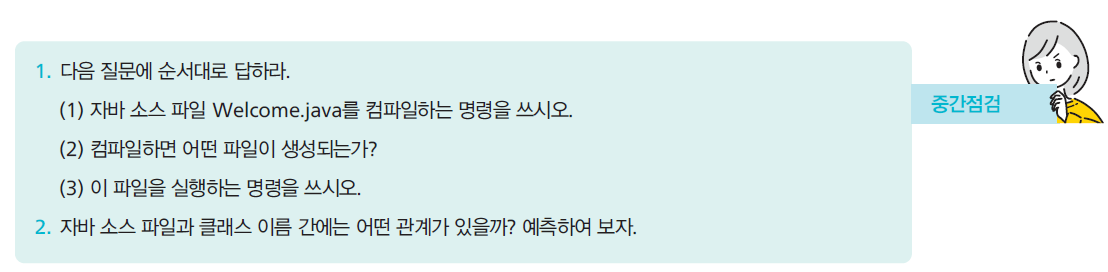 1. 다음 질문에 순서대로 답하라.
(1) 자바 소스 파일 Welcome.java를 컴파일하는 명령을 쓰시오.
중간점검
(2) 컴파일하면 어떤 파일이 생성되는가?
(3) 이 파일을 실행하는 명령을 쓰시오.
2. 자바 소스 파일과 클래스 이름 간에는 어떤 관계가 있을까? 예측하여 보자.